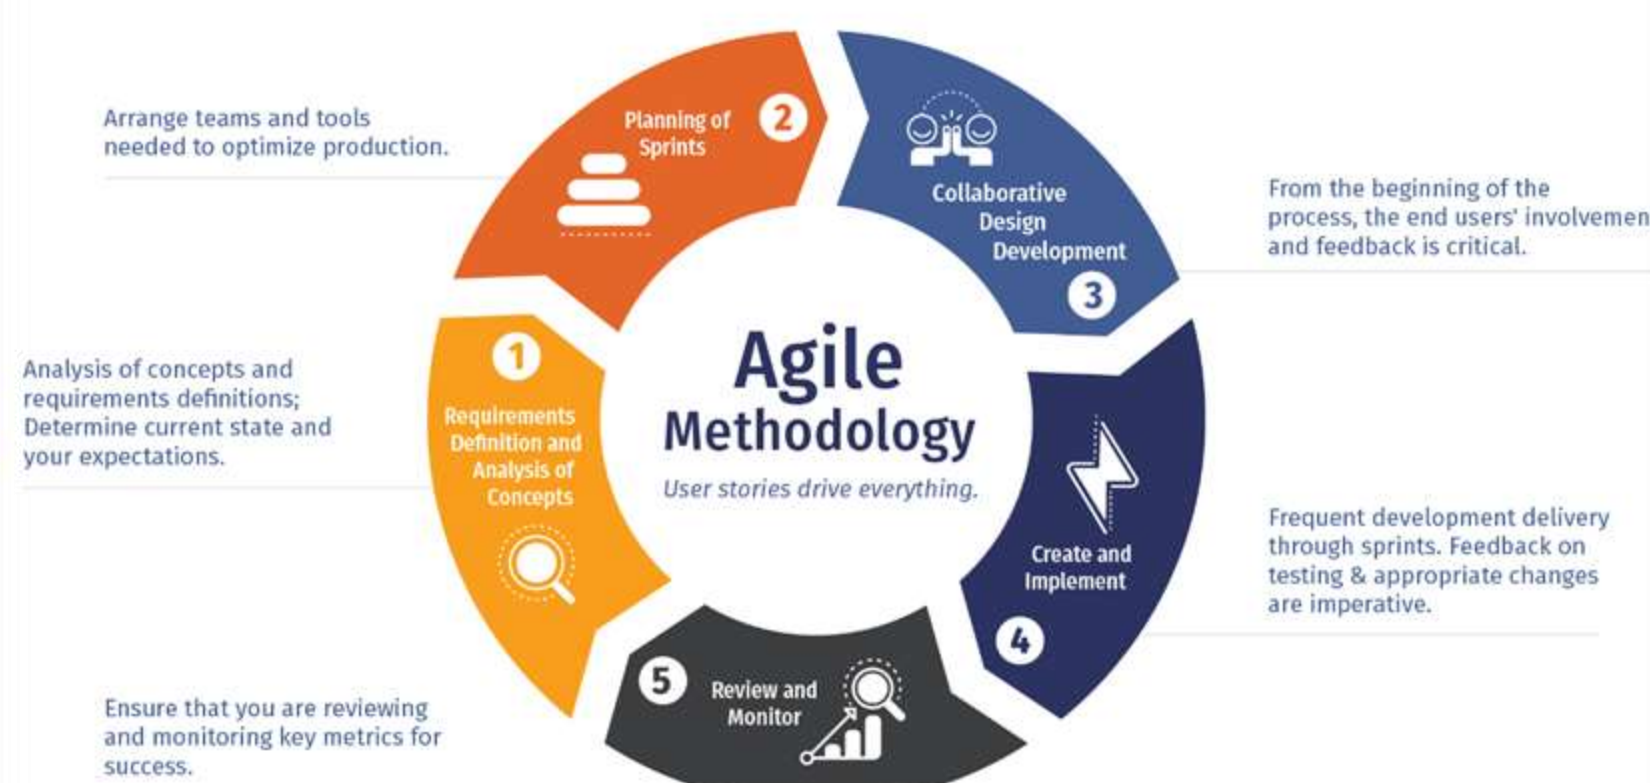 Agile
Methodology
User stories drive everything.
1
Requirements
Definition and
Analysis of
Concepts
Analysis of concepts and
requirements definitions;
Determine current state and
your expectations.
2
Planning of
Sprints
Arrange teams and tools
needed to optimize production.
Collaborative
Design
Development
3
From the beginning of the
process, the end users' involvemen
and feedback is critical.
Create and
Implement
4
Frequent development delivery
through sprints. Feedback on
testing & appropriate changes
are imperative.
5
Review and
Monitor
Ensure that you are reviewing
and monitoring key metrics for
success.